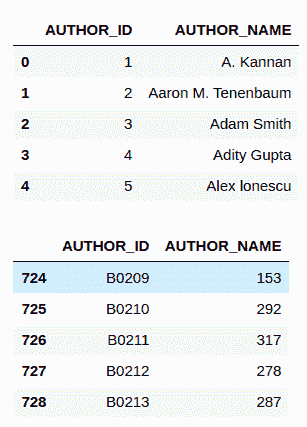 AUTHOR_ID AUTHOR_NAME
0 1 A. Kannan
1 2 Aaron M. Tenenbaum
2 3 Adam Smith
3 4 Adity Gupta
4 5 Alex Ionescu
AUTHOR_ID AUTHOR_NAME
724 B0209 153
725 B0210 292
726 B0211 317
727 B0212 278
728 B0213 287